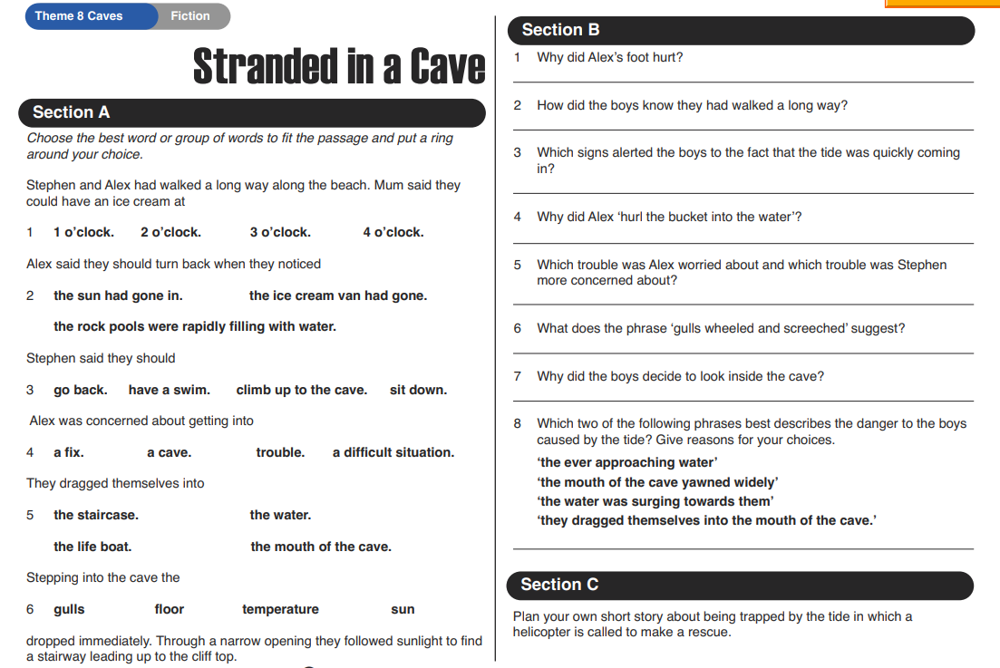 Theme 8 Caves Fiction
Stranded in a Cave
Section A
Choose the best word or group of words to fit the passage and put a ring
around your choice.
Stephen and Alex had walked a long way along the beach. Mum said they
could have an ice cream at
1 1 o’clock. 2 o’clock. 3 o’clock. 4 o’clock.
Alex said they should turn back when they noticed
2 the sun had gone in. the ice cream van had gone.
the rock pools were rapidly filling with water.
Stephen said they should
3 go back. have a swim. climb up to the cave. sit down.
Alex was concerned about getting into
4 a fix. a cave. trouble. a difficult situation.
They dragged themselves into
5 the staircase. the water.
the life boat. the mouth of the cave.
Stepping into the cave the
6 gulls floor temperature sun
dropped immediately. Through a narrow opening they followed sunlight to find
a stairway leading up to the cliff top.
Section B
1 Why did Alex’s foot hurt?
2 How did the boys know they had walked a long way?
3 Which signs alerted the boys to the fact that the tide was quickly coming
in?
4 Why did Alex ‘hurl the bucket into the water’?
5 Which trouble was Alex worried about and which trouble was Stephen
more concerned about?
6 What does the phrase ‘gulls wheeled and screeched’ suggest?
7 Why did the boys decide to look inside the cave?
8 Which two of the following phrases best describes the danger to the boys
caused by the tide? Give reasons for your choices.
‘the ever approaching water’
‘the mouth of the cave yawned widely’
‘the water was surging towards them’
‘they dragged themselves into the mouth of the cave.’
Section C
Plan your own short story about being trapped by the tide in which a
helicopter is called to make a rescue.